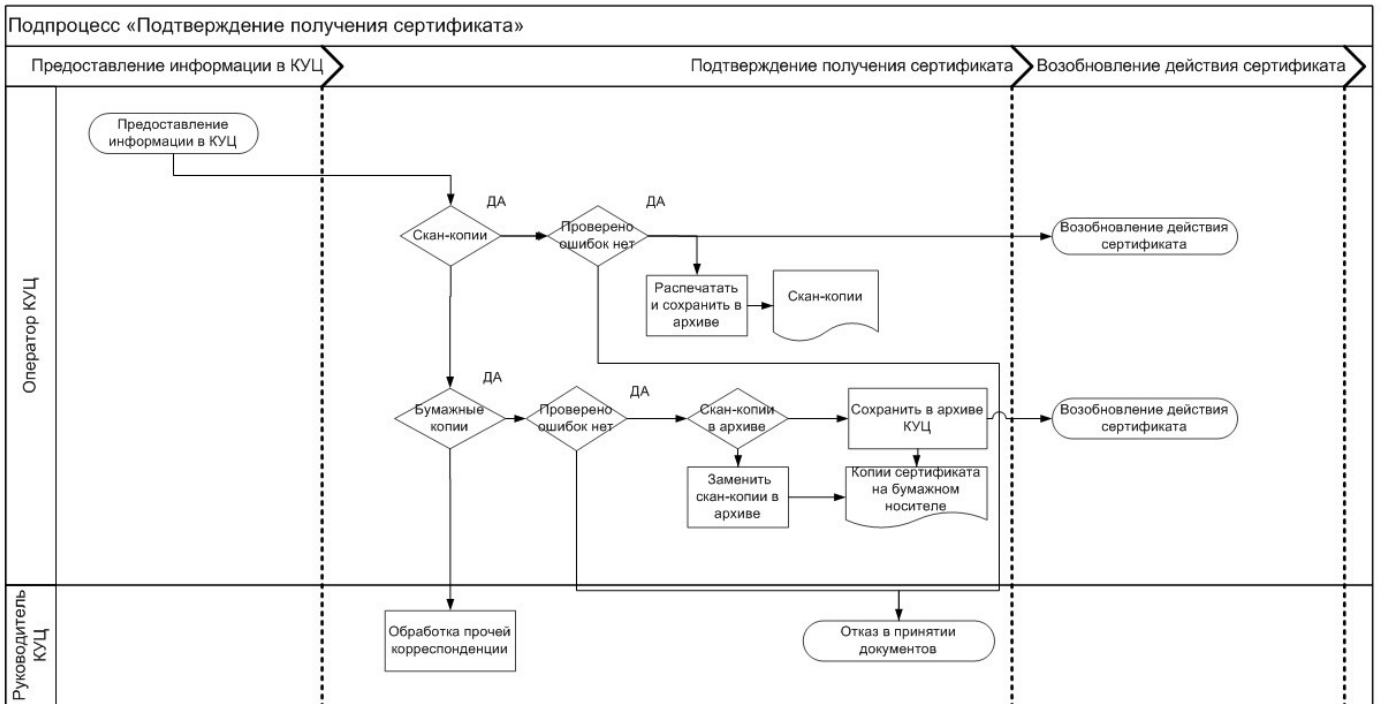 Подпроцесс «Подтверждение получения сертификата»
Предоставление информации в КУЦ
Подтверждение получения сертификата
Возобновление действия сертификата
Оператор КУЦ
Предоставление
информации в КУЦ
ДА
ДА
Скан-копии
Проверено
ошибок нет
Возобновление действия
сертификата
Распечатать
и сохранить в
архиве
Скан-копии
ДА
ДА
Бумажные
копии
Проверено
ошибок нет
Скан-копии
в архиве
Сохранить в архиве
КУЦ
Возобновление действия
сертификата
Заменить
скан-копии в
архиве
Копии сертификата
на бумажном
носителе
Руководитель
КУЦ
Обработка прочей
корреспонденции
Отказ в принятии
документов